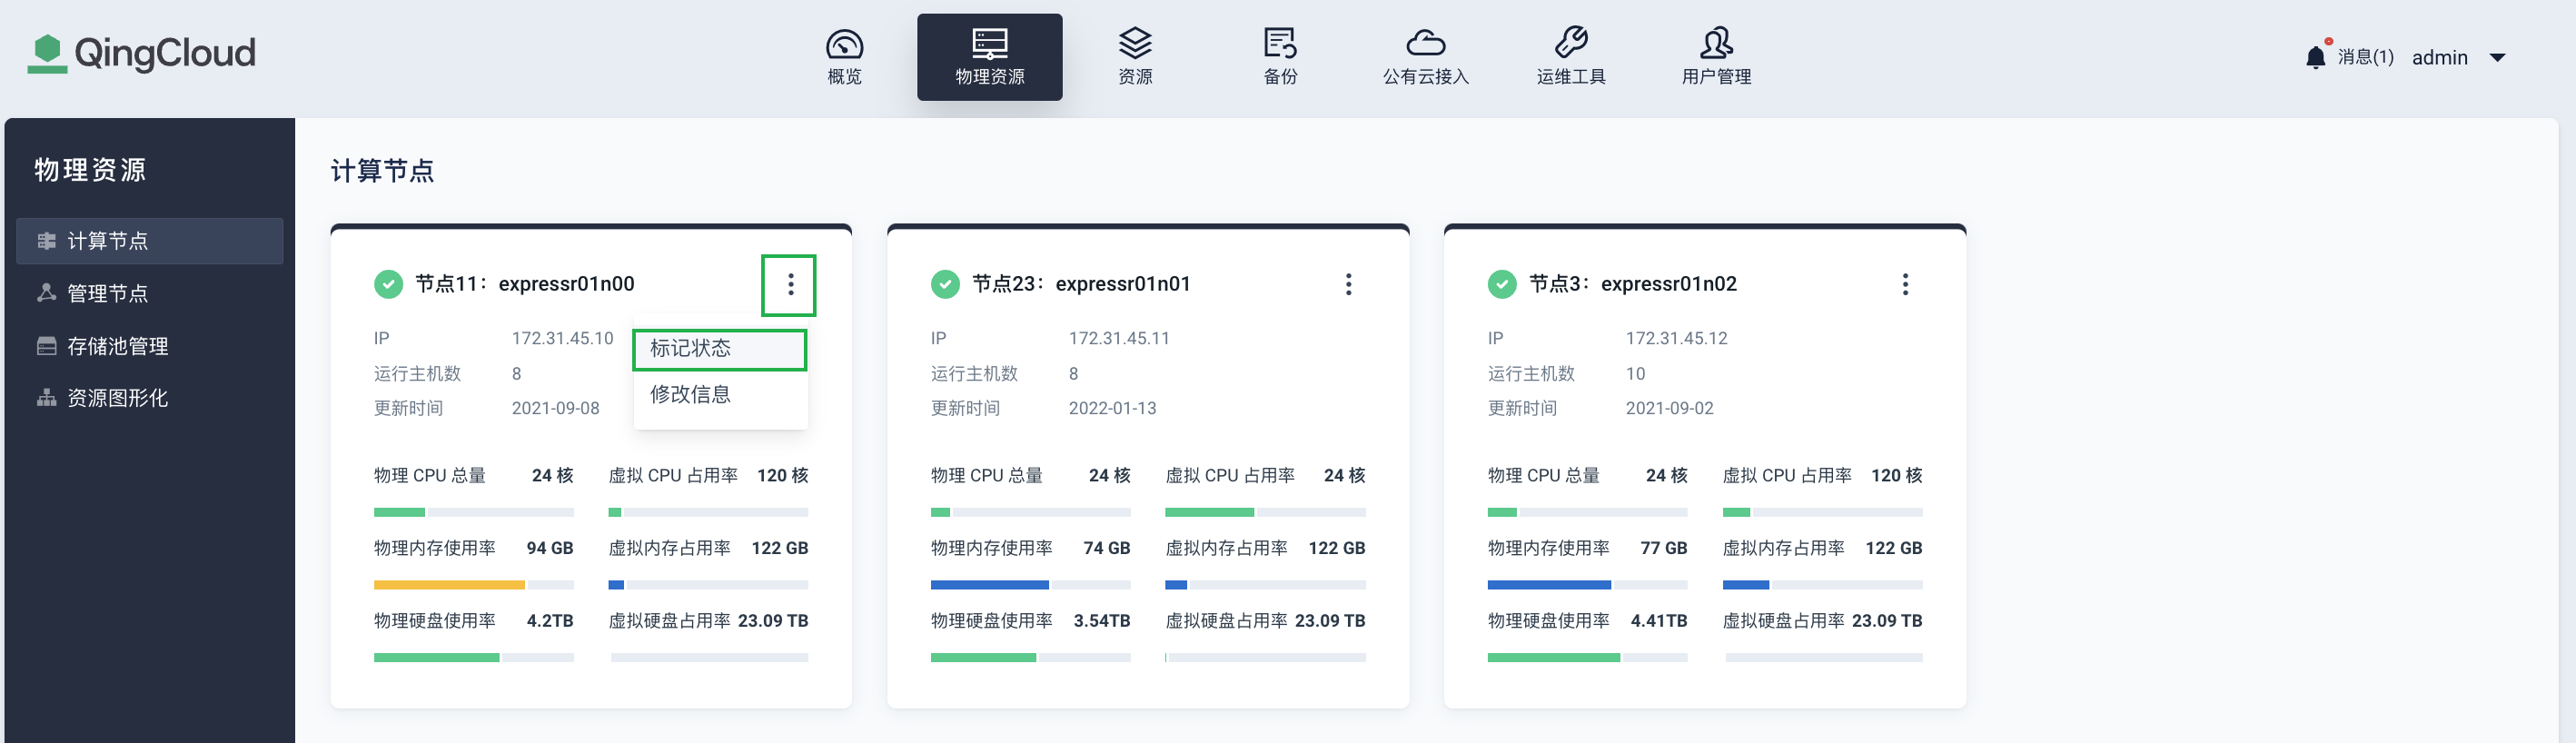 QingCloud
概览
物理资源
资源
备份
公有云接入
运维工具
用户管理
消息(1)
admin
物理资源
计算节点
管理节点
存储池管理
资源图形化
计算节点
节点11：expressr01n00
IP 172.31.45.10
运行主机数 8
更新时间 2021-09-08
标记状态
修改信息
物理 CPU 总量 24 核 虚拟 CPU 占用率 120 核
物理内存使用率 94 GB 虚拟内存占用率 122 GB
物理硬盘使用率 4.2TB 虚拟硬盘占用率 23.09 TB
节点23：expressr01n01
IP 172.31.45.11
运行主机数 8
更新时间 2022-01-13
物理 CPU 总量 24 核 虚拟 CPU 占用率 24 核
物理内存使用率 74 GB 虚拟内存占用率 122 GB
物理硬盘使用率 3.54TB 虚拟硬盘占用率 23.09 TB
节点3：expressr01n02
IP 172.31.45.12
运行主机数 10
更新时间 2021-09-02
物理 CPU 总量 24 核 虚拟 CPU 占用率 120 核
物理内存使用率 77 GB 虚拟内存占用率 122 GB
物理硬盘使用率 4.41TB 虚拟硬盘占用率 23.09 TB